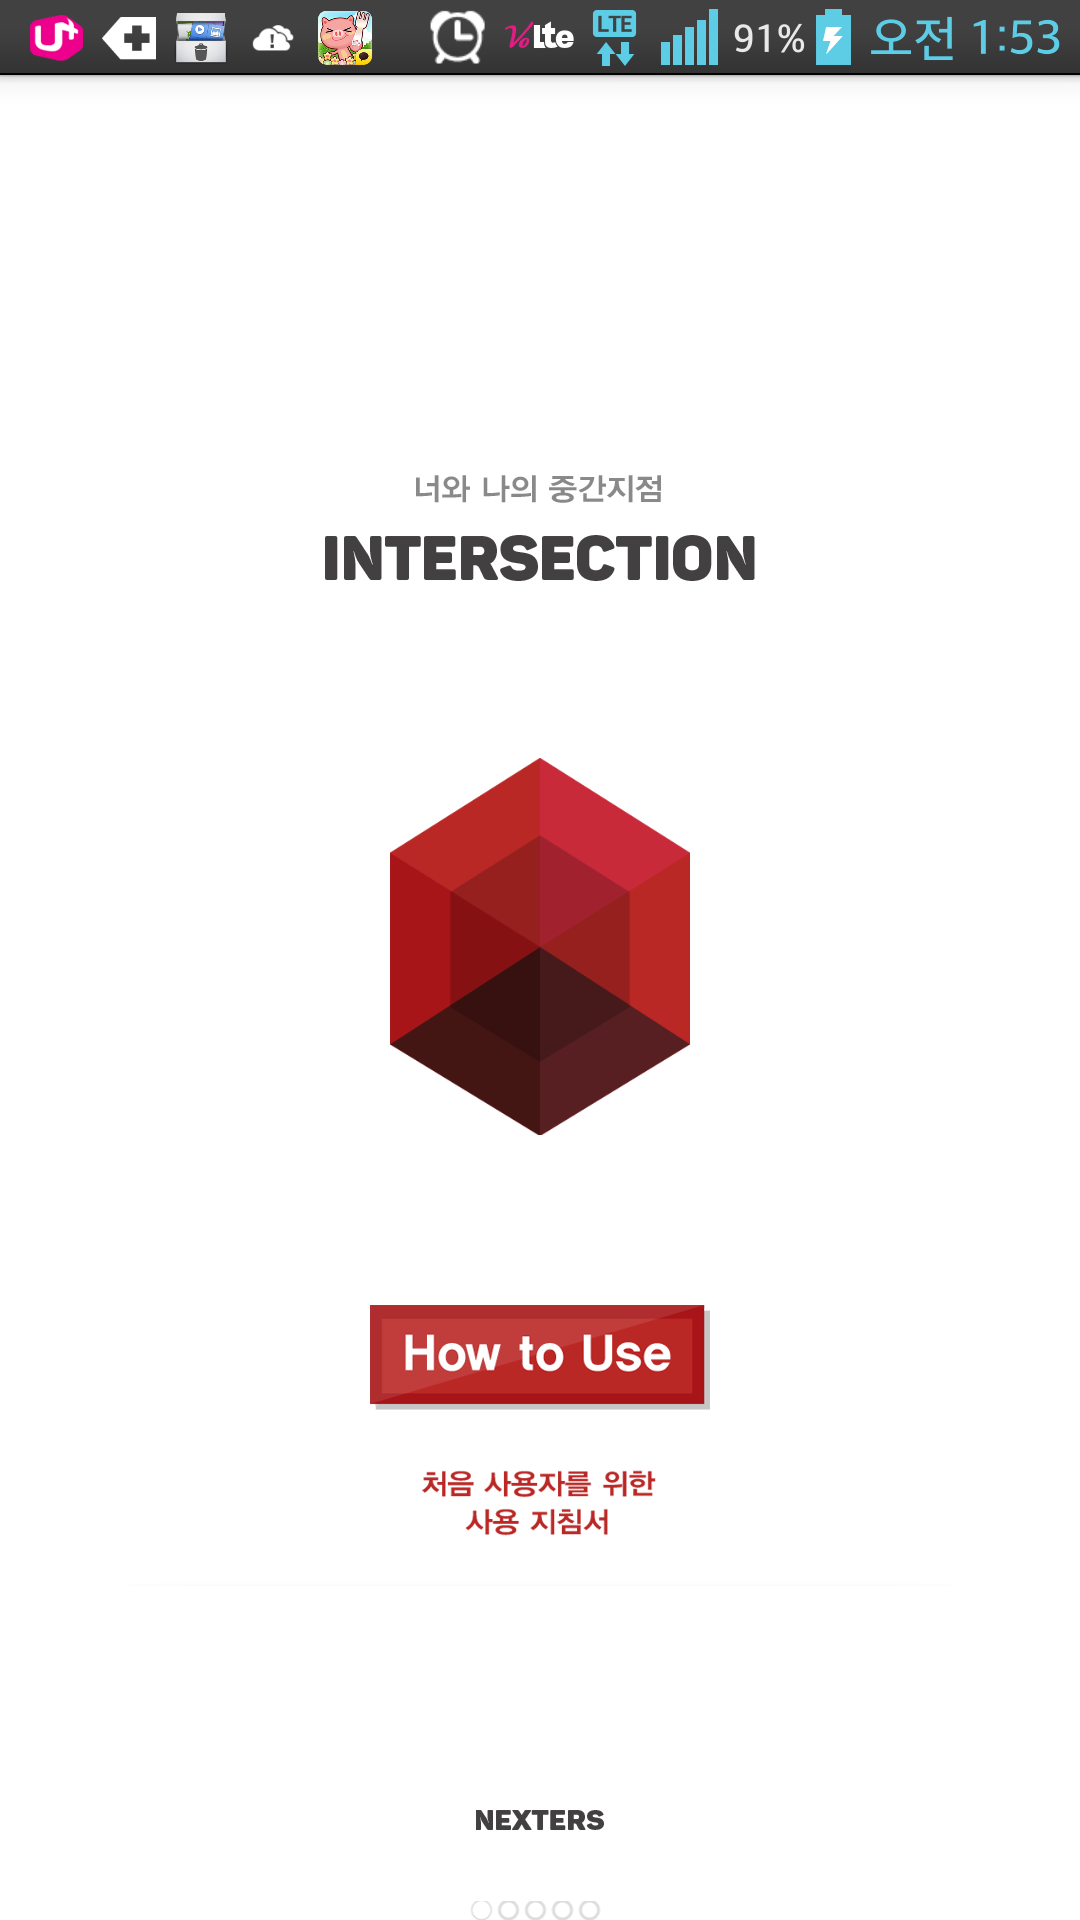 U+ Lte LTE 91% 오전 1:53
너와 나의 중간지점
INTERSECTION
How to Use
처음 사용자를 위한
사용 지침서
NEXTERS